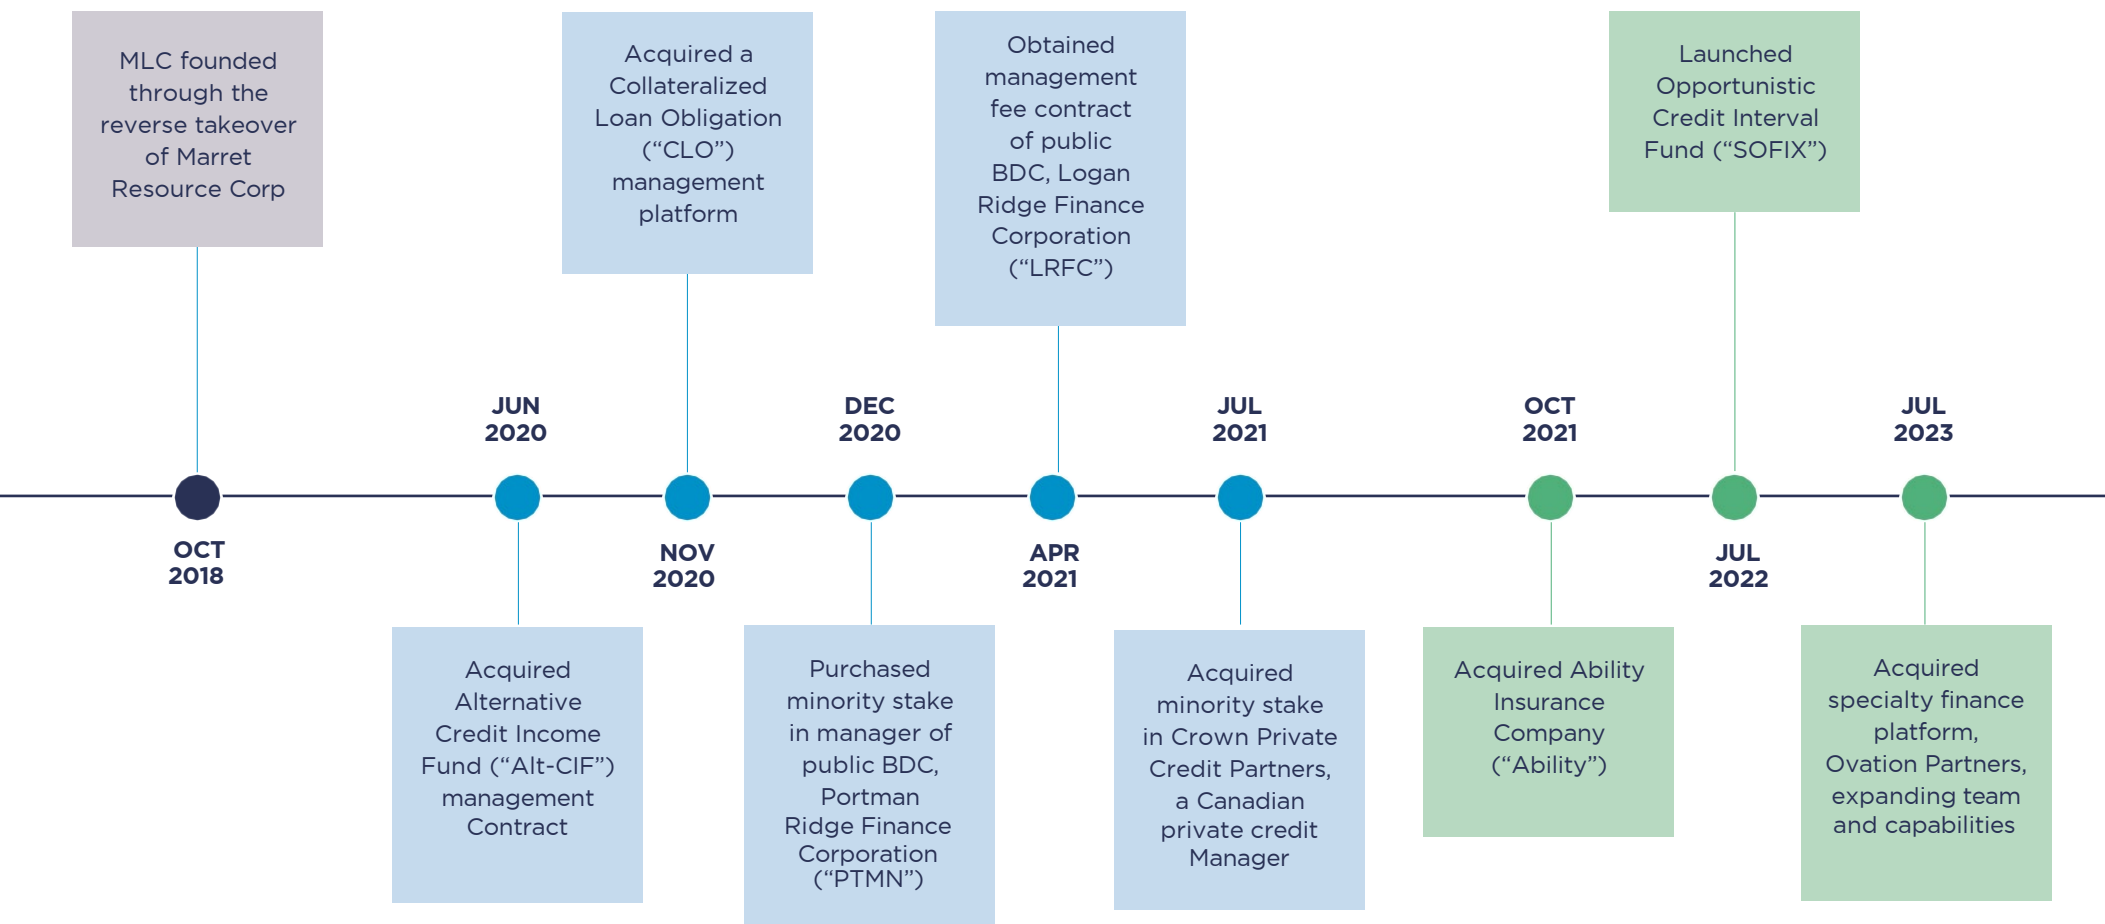 MLC founded
through the
reverse takeover
of Marret
Resource Corp
OCT
2018
JUN
2020
Acquired
Alternative
Credit Income
Fund (“Alt-CIF”)
management
Contract
Acquired a
Collateralized
Loan Obligation
(“CLO”)
management
platform
NOV
2020
DEC
2020
Purchased
minority stake
in manager of
public BDC,
Portman
Ridge Finance
Corporation
(“PTMN”)
Obtained
management
fee contract
of public
BDC, Logan
Ridge Finance
Corporation
(“LRFC”)
APR
2021
JUL
2021
Acquired
minority stake
in Crown Private
Credit Partners,
a Canadian
private credit
Manager
OCT
2021
Acquired Ability
Insurance
Company
(“Ability”)
Launched
Opportunistic
Credit Interval
Fund (“SOFIX”)
JUL
2022
JUL
2023
Acquired
specialty finance
platform,
Ovation Partners,
expanding team
and capabilities